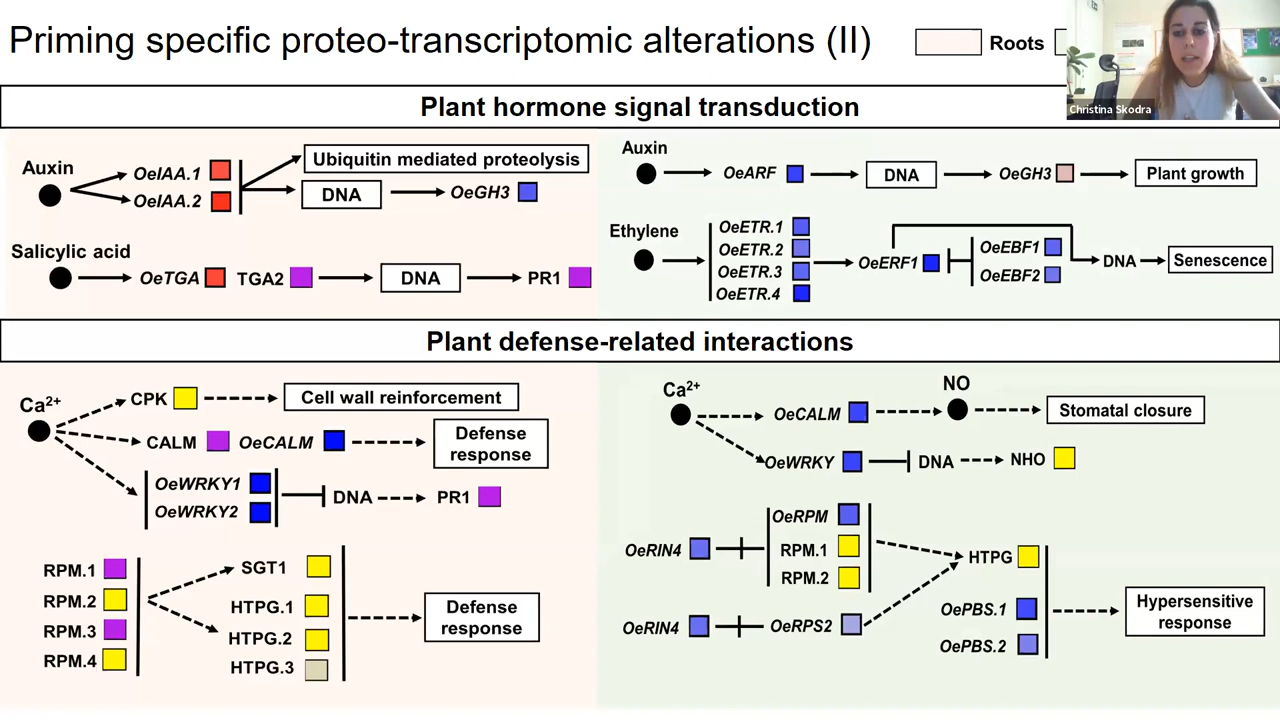 Priming specific proteo-transcriptomic alterations (II)
Roots
Christina Skodra
Plant hormone signal transduction
Auxin
OeIAA.1
OeIAA.2
Ubiquitin mediated proteolysis
DNA
OeGH3
Salicylic acid
OeTGA
TGA2
DNA
PR1
Auxin
OeARF
DNA
OeGH3
Plant growth
Ethylene
OeETR.1
OeETR.2
OeETR.3
OeETR.4
OeERF1
OeEBF1
OeEBF2
DNA
Senescence
Plant defense-related interactions
Ca²⁺
CPK
Cell wall reinforcement
CALM
OeCALM
Defense
response
OeWRKY1
OeWRKY2
DNA
PR1
RPM.1
RPM.2
RPM.3
RPM.4
SGT1
HTPG.1
HTPG.2
HTPG.3
Defense
response
Ca²⁺
OeCALM
NO
Stomatal closure
OeWRKY
DNA
NHO
OeRIN4
OeRPM
RPM.1
RPM.2
HTPG
OeRIN4
OeRPS2
OePBS.1
OePBS.2
Hypersensitive
response